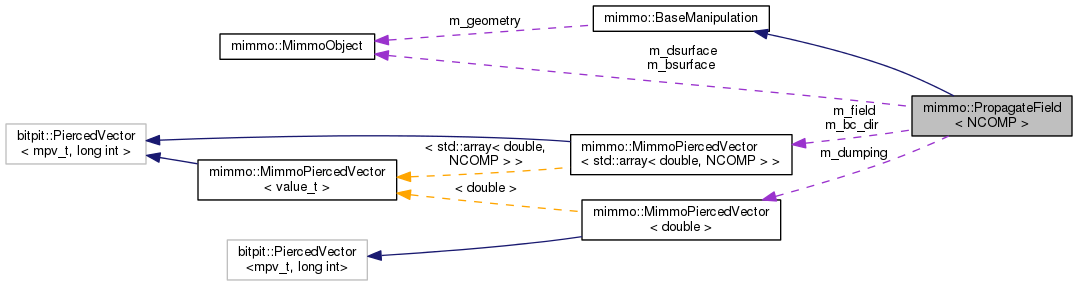 mimmo::BaseManipulation
m_geometry
mimmo::MimmoObject
m_dsurface
m_bsurface
mimmo::PropagateField
< NCOMP >
m_field
m_bc_dir
bitpit::PiercedVector
< mpv_t, long int >
< std::array< double,
NCOMP > >
mimmo::MimmoPiercedVector
< std::array< double, NCOMP > >
m_dumping
mimmo::MimmoPiercedVector
< value_t >
< double >
mimmo::MimmoPiercedVector
< double >
bitpit::PiercedVector
<mpv_t, long int>